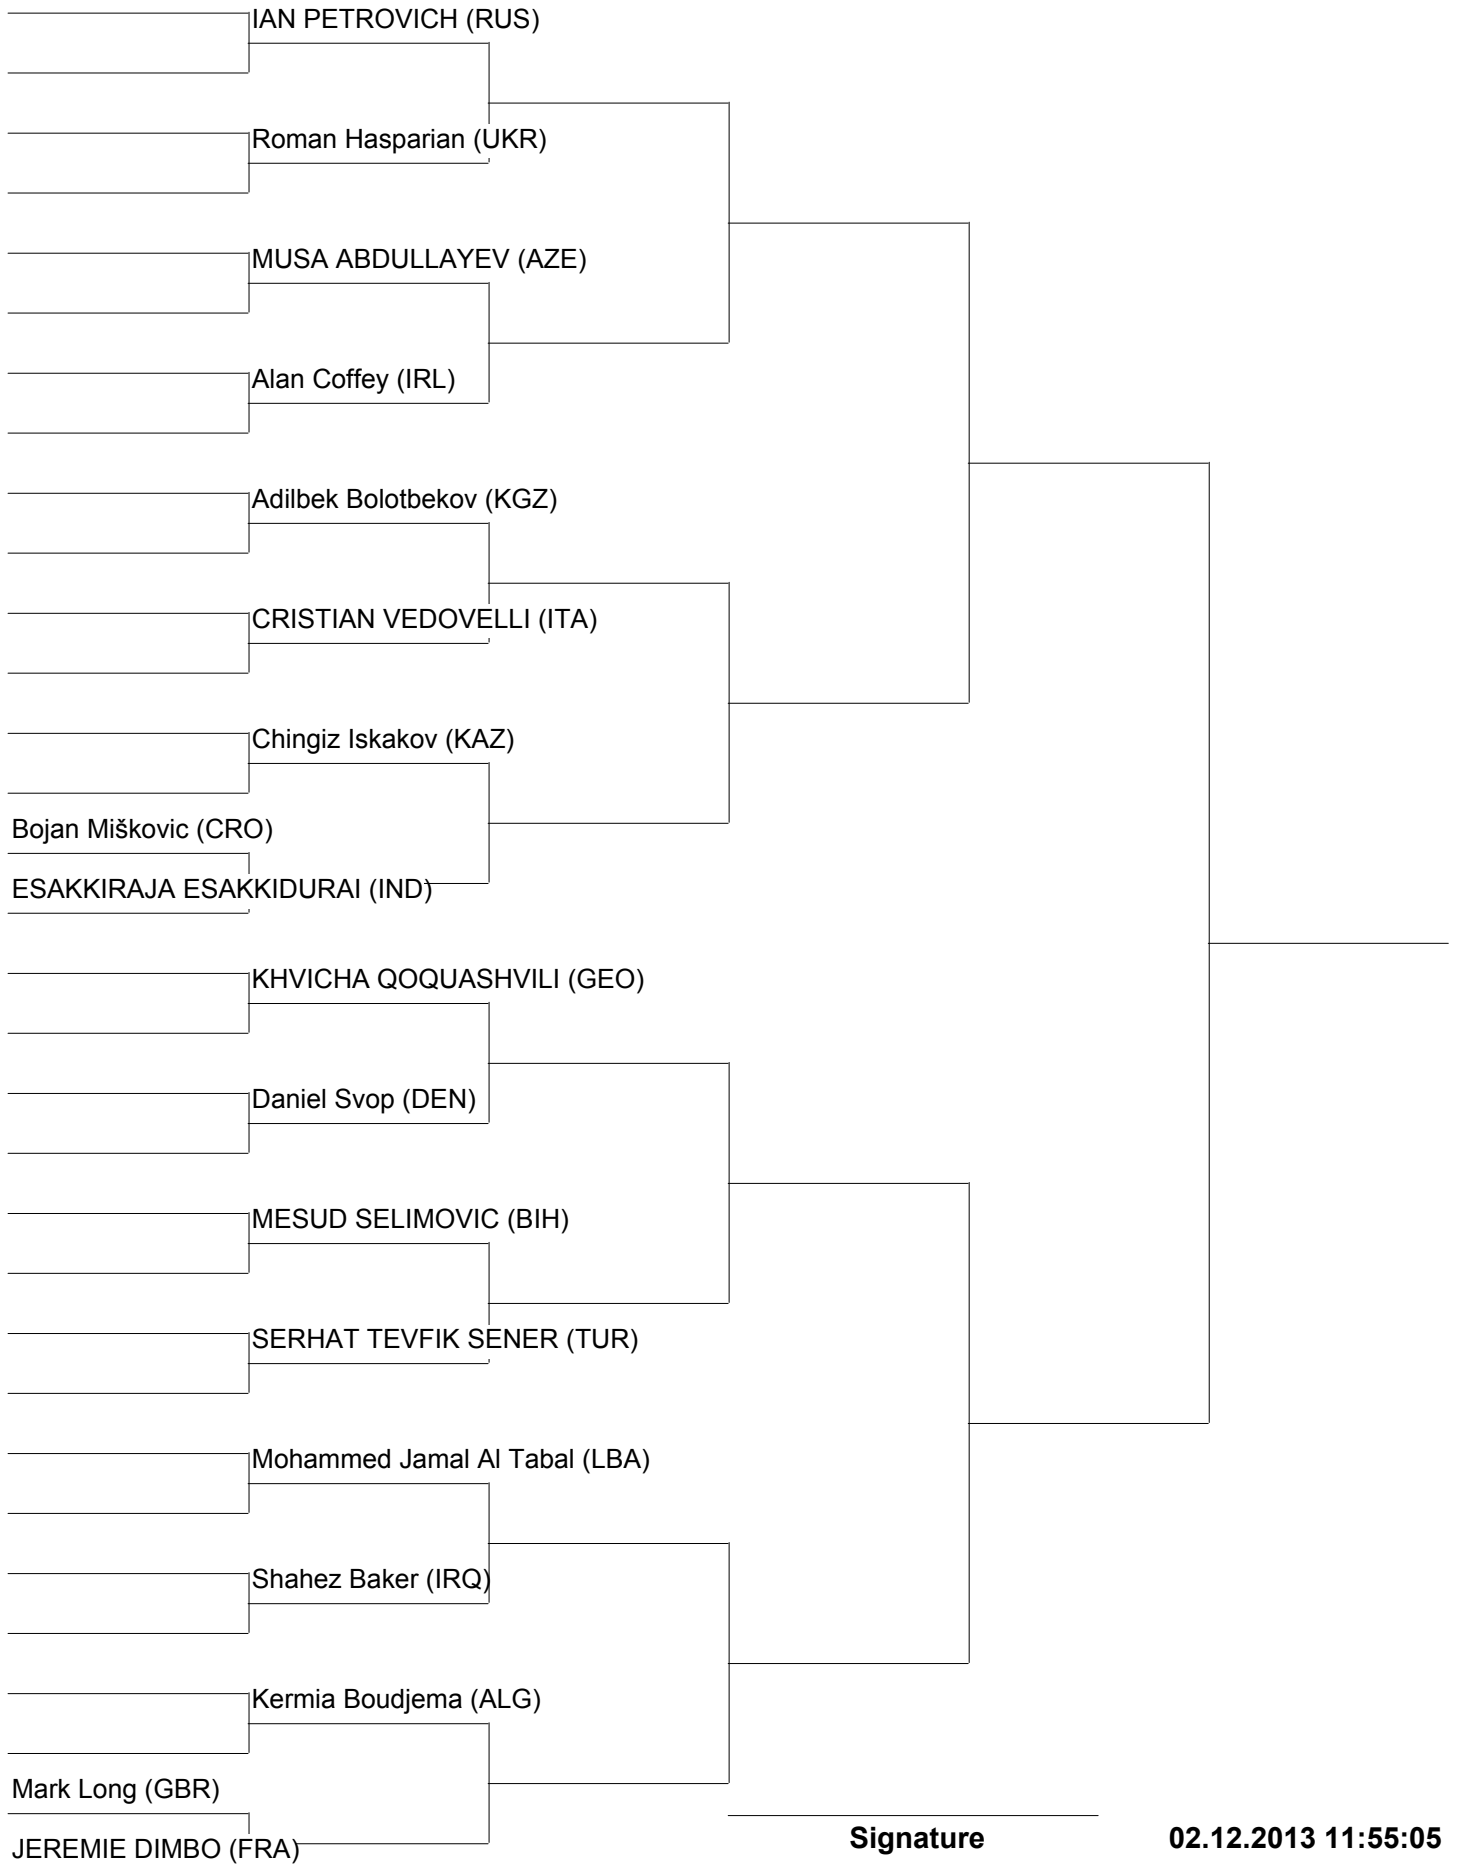 IAN PETROVICH (RUS)
Roman Hasparian (UKR)
MUSA ABDULLAYEV (AZE)
Alan Coffey (IRL)
Adilbek Bolotbekov (KGZ)
CRISTIAN VEDOVELLI (ITA)
Chingiz Iskakov (KAZ)
Bojan Miškovic (CRO)
ESAKKIRAJA ESAKKIDURAI (IND)
KHVICHA QOQUASHVILI (GEO)
Daniel Svop (DEN)
MESUD SELIMOVIC (BIH)
SERHAT TEVFIK SENER (TUR)
Mohammed Jamal Al Tabal (LBA)
Shahez Baker (IRQ)
Kermia Boudjema (ALG)
Mark Long (GBR)
JEREMIE DIMBO (FRA)
Signature
02.12.2013 11:55:05